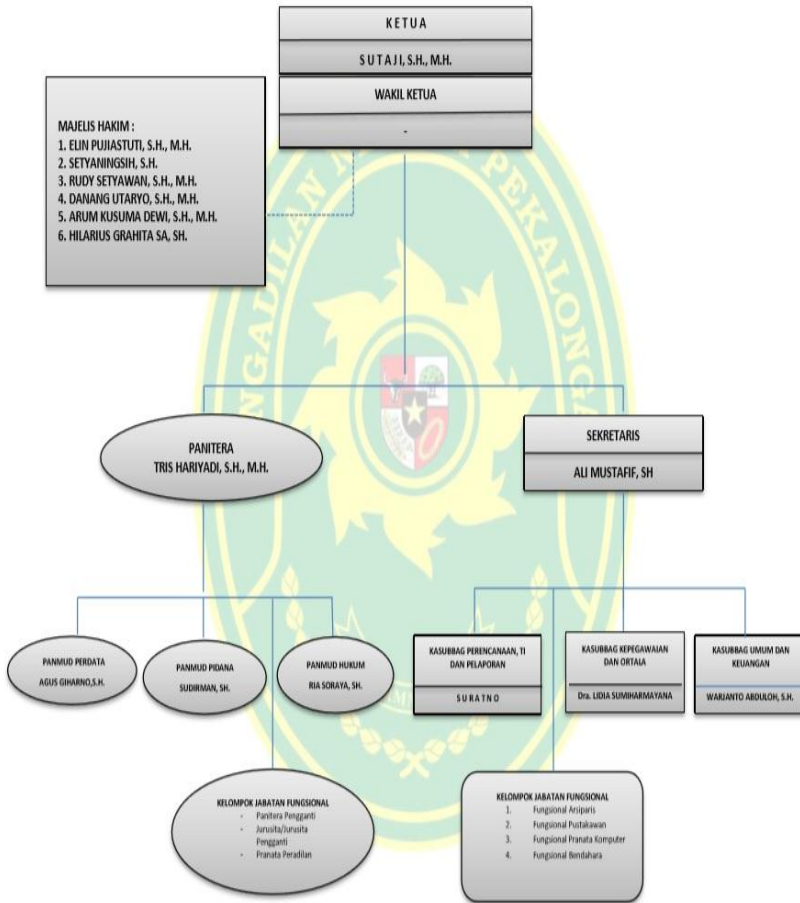 KETUA
SUTAJI, S.H., M.H.
WAKIL KETUA
-
MAJELIS HAKIM :
1. ELIN PUJIASTUTI, S.H., M.H.
2. SETYANINGSIH, S.H.
3. RUDY SETYAWAN, S.H., M.H.
4. DANANG UTARYO, S.H., M.H.
5. ARUM KUSUMA DEWI, S.H., M.H.
6. HILARIUS GRAHITA SA, SH.
PEKALONGA
PANITERA
TRIS HARIYADI, S.H., M.H.
SEKRETARIS
ALI MUSTAFIF, SH
PANMUD PERDATA
AGUS GIHARNO,S.H.
PANMUD PIDANA
SUDIRMAN, SH.
PANMUD HUKUM
RIA SORAYA, SH.
KASUBBAG PERENCANAAN, TI
DAN PELAPORAN
SURATNO
KASUBBAG KEPEGAWAIAN
DAN ORTALA
Dra. LIDIA SUMIHARMAYANA
KASUBBAG UMUM DAN
KEUANGAN
WARJANTO ABDULOH, S.H.
KELOMPOK JABATAN FUNGSIONAL
- Panitera Pengganti
- Jurusita/Jurusita
Pengganti
- Pranata Peradilan
KELOMPOK JABATAN FUNGSIONAL
1. Fungsional Arsiparis
2. Fungsional Pustakawan
3. Fungsional Pranata Komputer
4. Fungsional Bendahara